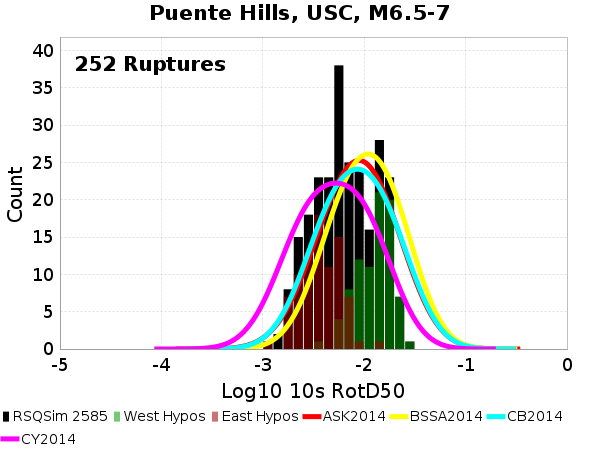 Puente Hills, USC, M6.5-7
252 Ruptures
Count
40
35
30
25
20
15
10
5
0
-5 -4 -3 -2 -1 0
Log10 10s RotD50
RSQSim 2585 West Hypos East Hypos ASK2014 BSSA2014 CB2014
CY2014